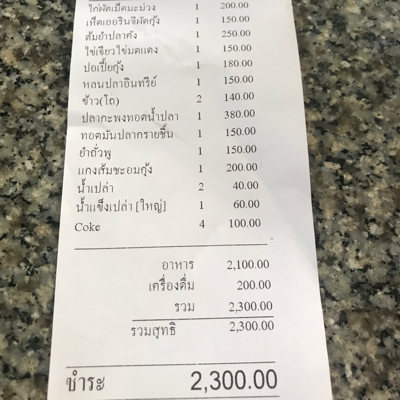 ไก่ผัดเม็ดมะม่วง 1 200.00
เห็ดเออรินจิผัดกุ้ง 1 150.00
ต้มยำปลาคัง 1 250.00
ไข่เจียวไข่มดแดง 1 150.00
ปอเปี๊ยกุ้ง 1 180.00
หลนปลาอินทรีย์ 1 150.00
ข้าว(โถ) 2 140.00
ปลากะพงทอดน้ำปลา 1 380.00
ทอดมันปลากรายชิ้น 1 150.00
ยำถั่วพู 1 150.00
แกงส้มชะอมกุ้ง 1 200.00
น้ำเปล่า 2 40.00
น้ำแข็งเปล่า [ใหญ่] 1 60.00
Coke 4 100.00
อาหาร 2,100.00
เครื่องดื่ม 200.00
รวม 2,300.00
รวมสุทธิ 2,300.00
ชำระ 2,300.00